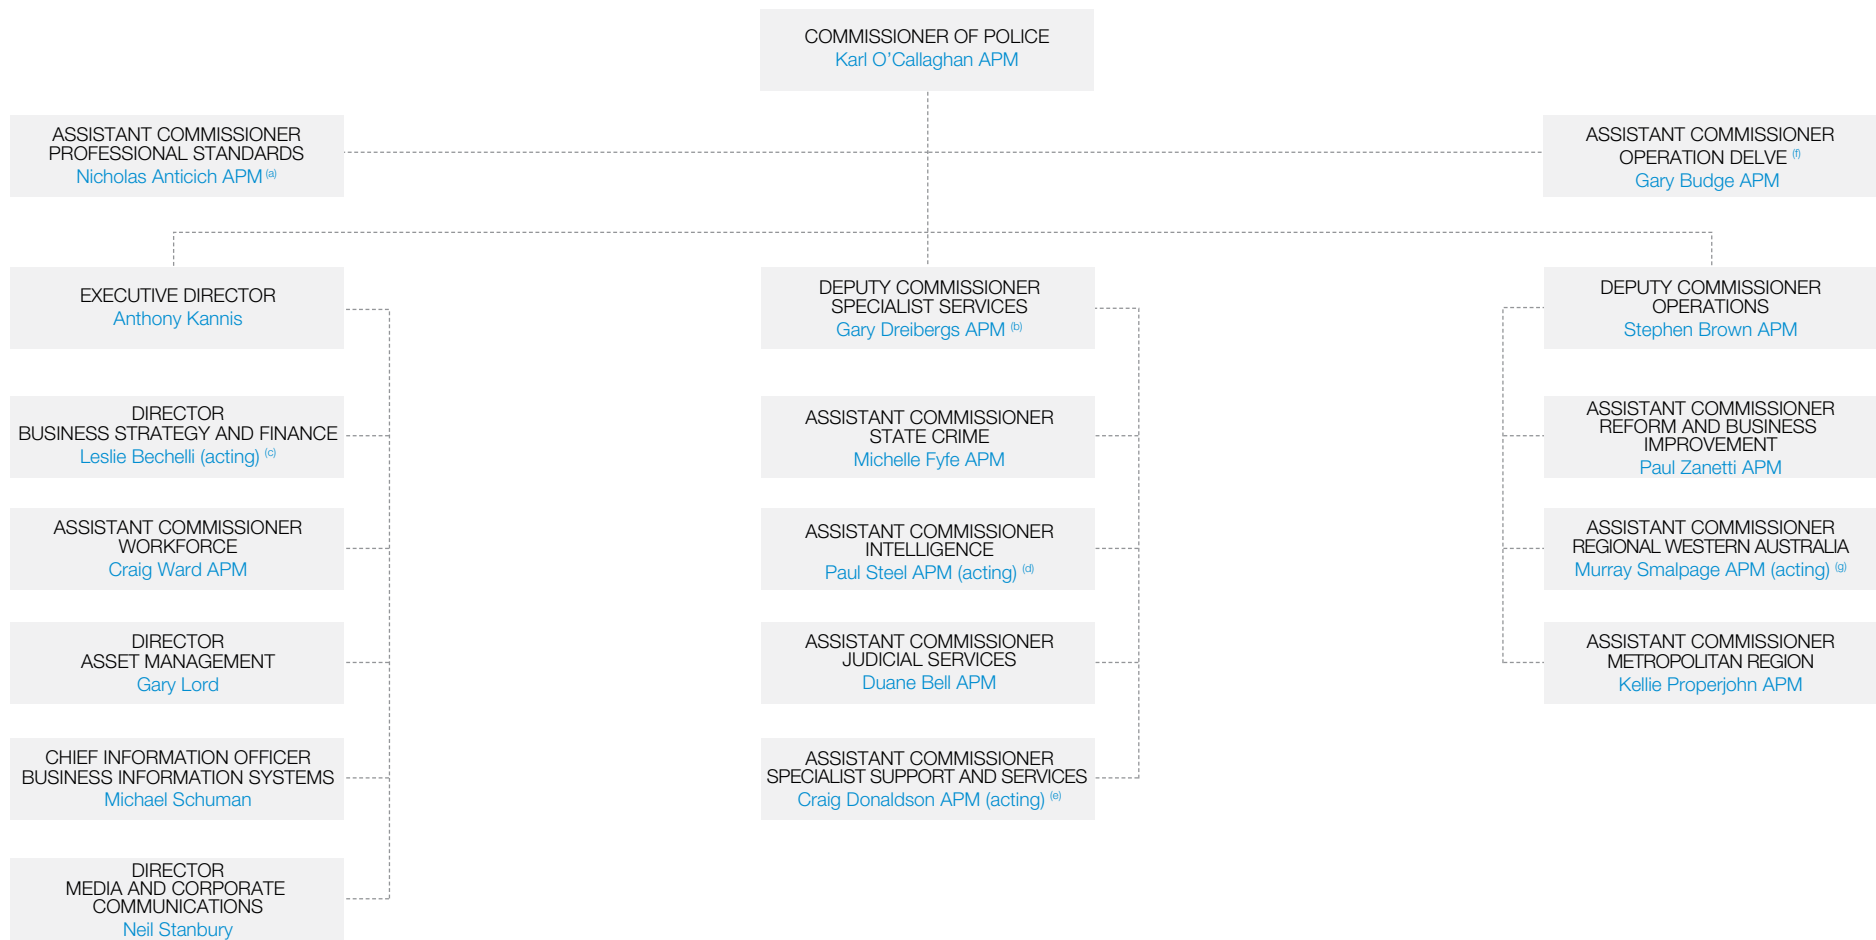 COMMISSIONER OF POLICE
Karl O’Callaghan APM
ASSISTANT COMMISSIONER
PROFESSIONAL STANDARDS
Nicholas Anticich APM (a)
ASSISTANT COMMISSIONER
OPERATION DELVE (f)
Gary Budge APM
EXECUTIVE DIRECTOR
Anthony Kannis
DIRECTOR
BUSINESS STRATEGY AND FINANCE
Leslie Bechelli (acting) (c)
ASSISTANT COMMISSIONER
WORKFORCE
Craig Ward APM
DIRECTOR
ASSET MANAGEMENT
Gary Lord
CHIEF INFORMATION OFFICER
BUSINESS INFORMATION SYSTEMS
Michael Schuman
DIRECTOR
MEDIA AND CORPORATE
COMMUNICATIONS
Neil Stanbury
DEPUTY COMMISSIONER
SPECIALIST SERVICES
Gary Dreibergs APM (b)
ASSISTANT COMMISSIONER
STATE CRIME
Michelle Fyfe APM
ASSISTANT COMMISSIONER
INTELLIGENCE
Paul Steel APM (acting) (d)
ASSISTANT COMMISSIONER
JUDICIAL SERVICES
Duane Bell APM
ASSISTANT COMMISSIONER
SPECIALIST SUPPORT AND SERVICES
Craig Donaldson APM (acting) (e)
DEPUTY COMMISSIONER
OPERATIONS
Stephen Brown APM
ASSISTANT COMMISSIONER
REFORM AND BUSINESS
IMPROVEMENT
Paul Zanetti APM
ASSISTANT COMMISSIONER
REGIONAL WESTERN AUSTRALIA
Murray Smalpage APM (acting) (g)
ASSISTANT COMMISSIONER
METROPOLITAN REGION
Kellie Properjohn APM